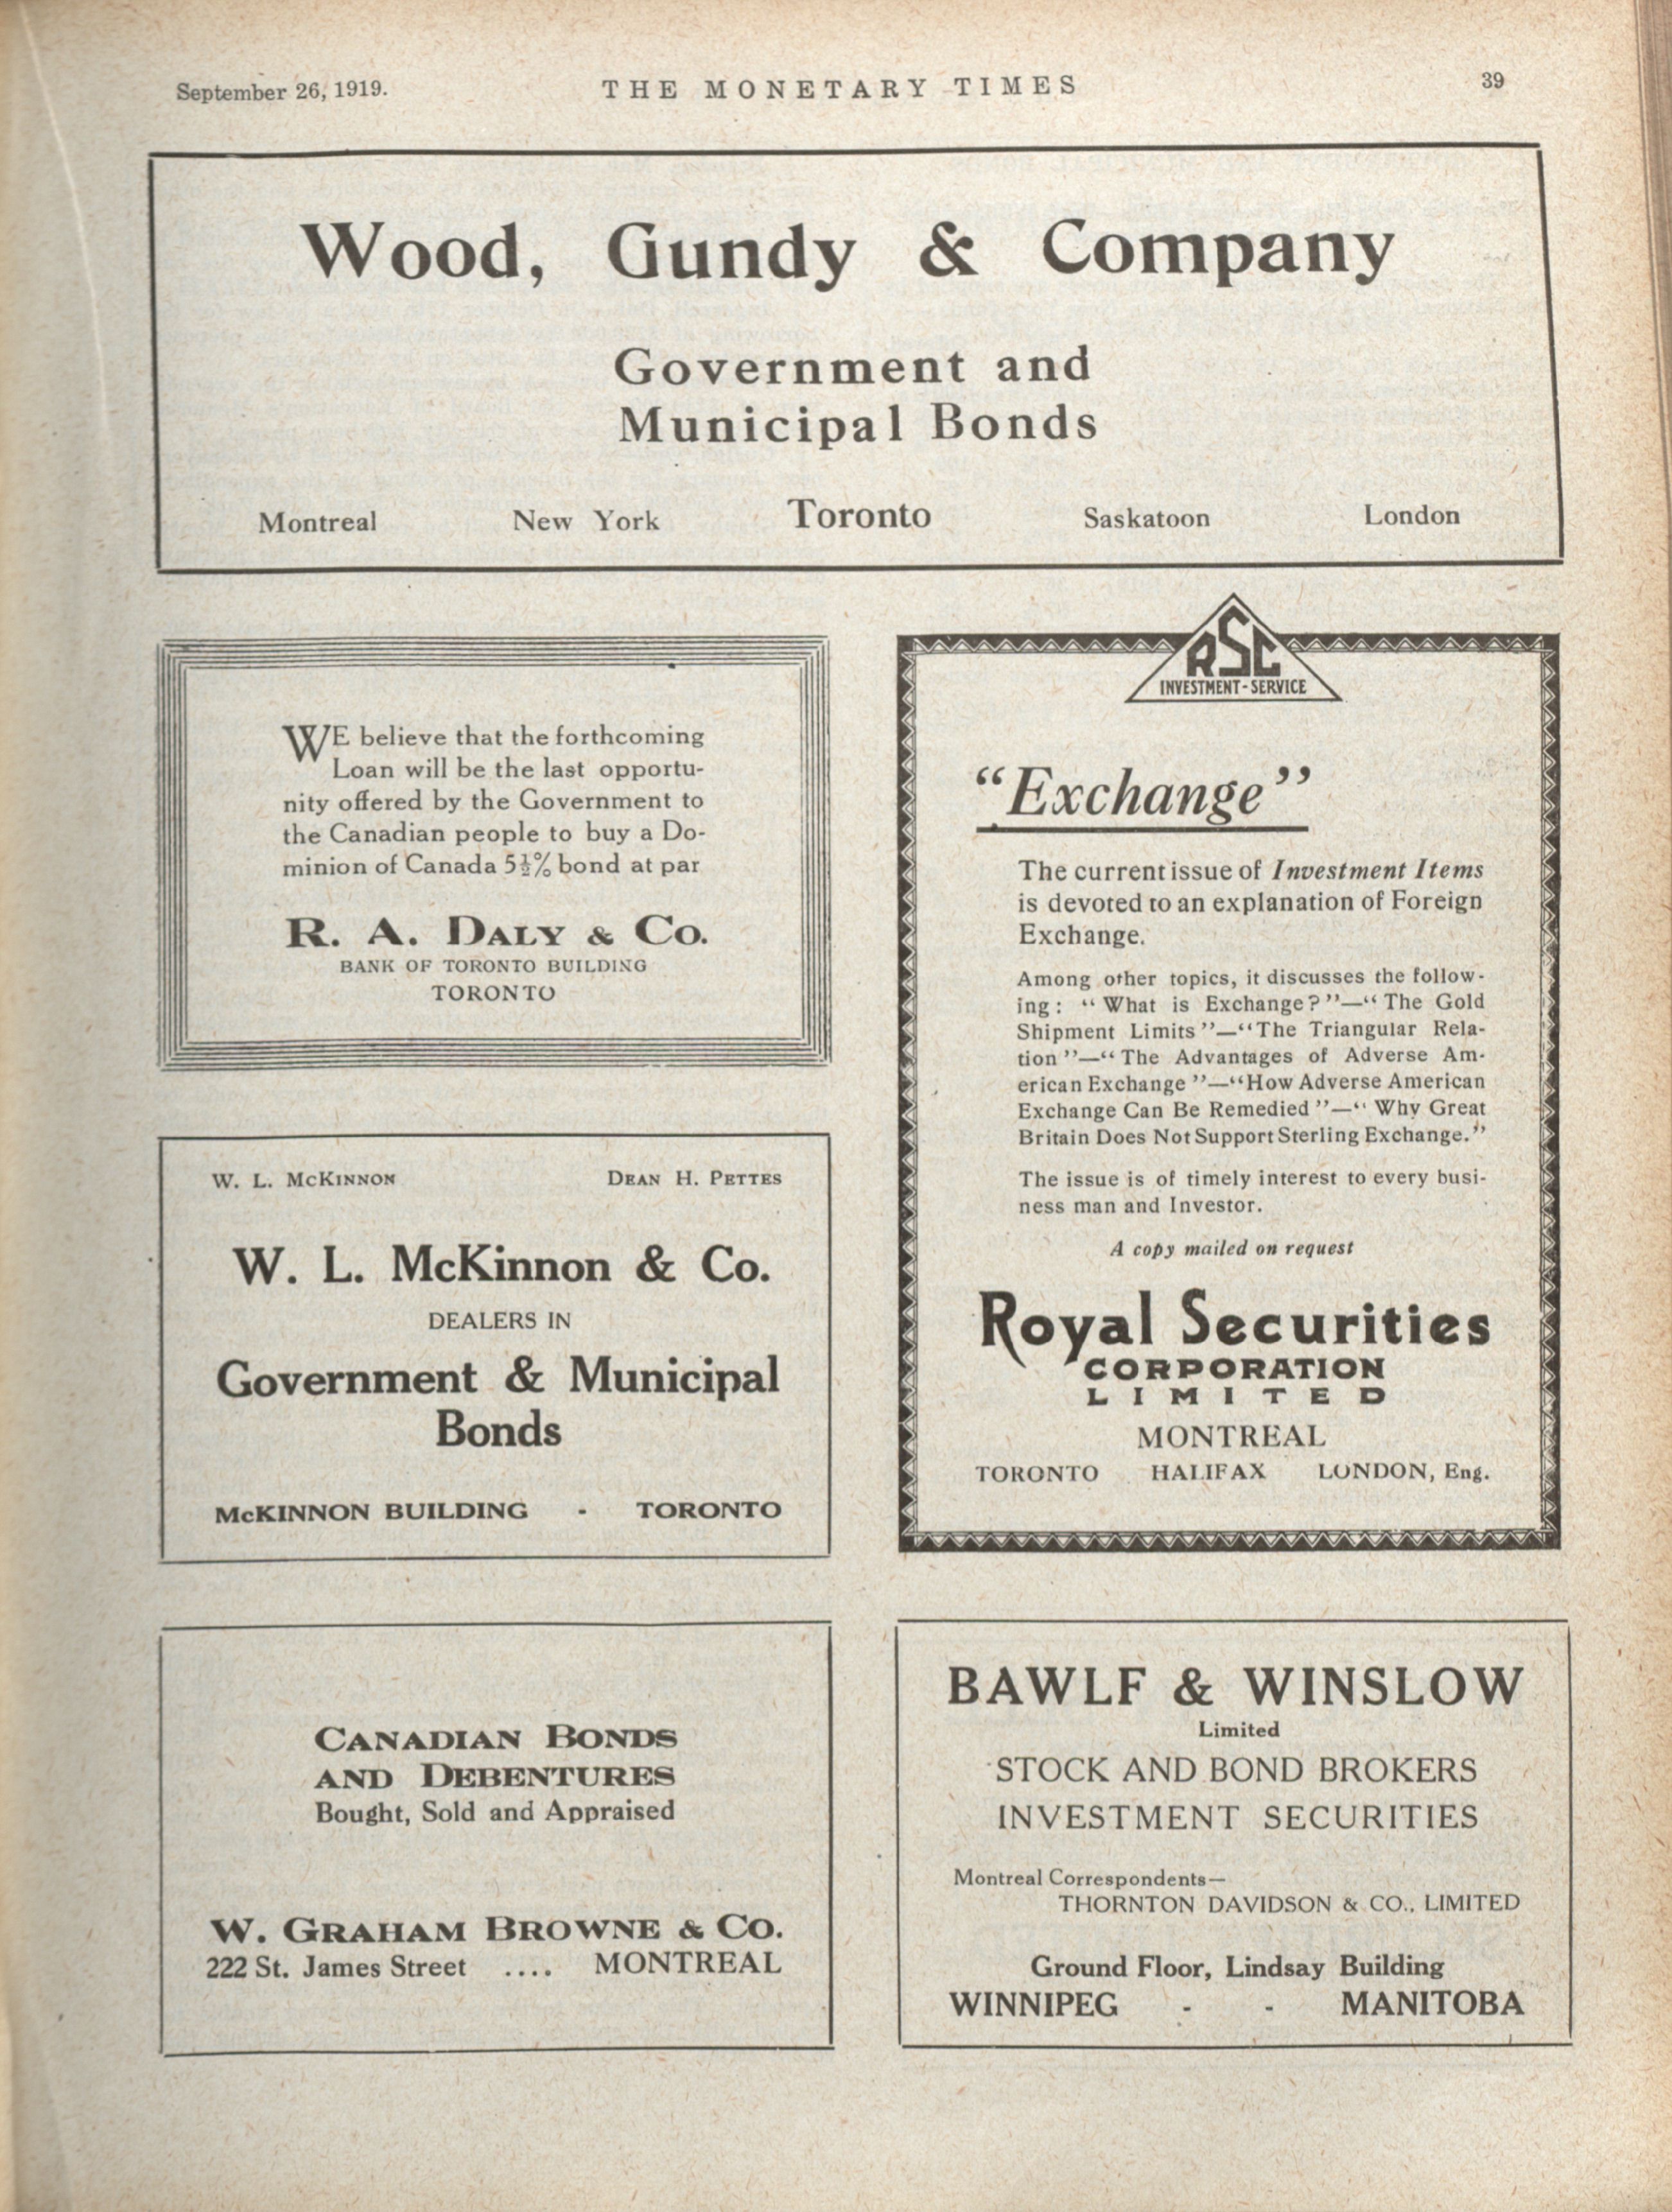 September 26, 1919.
THE MONETARY TIMES
39
Wood, Gundy & Company
Government and
Municipal Bonds
Montreal New York Toronto Saskatoon London
WE believe that the forthcoming
Loan will be the last opportu-
nity offered by the Government to
the Canadian people to buy a Do-
minion of Canada 5½% bond at par
R. A. DALY & CO.
BANK OF TORONTO BUILDING
TORONTO
W. L. MCKINNON DEAN H. PETTES
W. L. McKinnon & Co.
DEALERS IN
Government & Municipal
Bonds
McKINNON BUILDING - TORONTO
RSC
INVESTMENT-SERVICE
“Exchange”
The current issue of Investment Items
is devoted to an explanation of Foreign
Exchange.
Among other topics, it discusses the follow-
ing: “What is Exchange?”—“The Gold
Shipment Limits”—“The Triangular Rela-
tion”—“The Advantages of Adverse Am-
erican Exchange”—“How Adverse American
Exchange Can Be Remedied”—“Why Great
Britain Does Not Support Sterling Exchange.”
The issue is of timely interest to every busi-
ness man and Investor.
A copy mailed on request
Royal Securities
CORPORATION
LIMITED
MONTREAL
TORONTO HALIFAX LONDON, Eng.
CANADIAN BONDS
AND DEBENTURES
Bought, Sold and Appraised
W. GRAHAM BROWNE & CO.
222 St. James Street .... MONTREAL
BAWLF & WINSLOW
Limited
STOCK AND BOND BROKERS
INVESTMENT SECURITIES
Montreal Correspondents—
THORNTON DAVIDSON & CO., LIMITED
Ground Floor, Lindsay Building
WINNIPEG - - MANITOBA